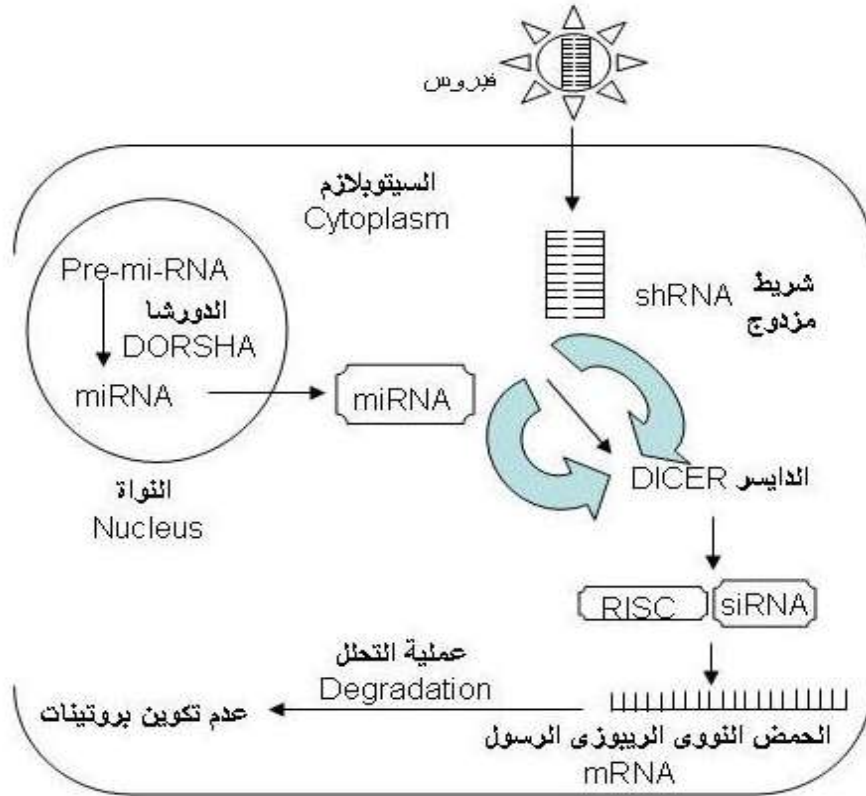 فيروس
السيتوبلازم
Cytoplasm
Pre-mi-RNA
الدورشا
DORSHA
miRNA
miRNA
shRNA
شريط
مزدوج
النواة
Nucleus
DICER الدايسر
RISC
siRNA
عملية التحلل
Degradation
عدم تكوين بروتينات
الحمض النووى الريبوزى الرسول
mRNA